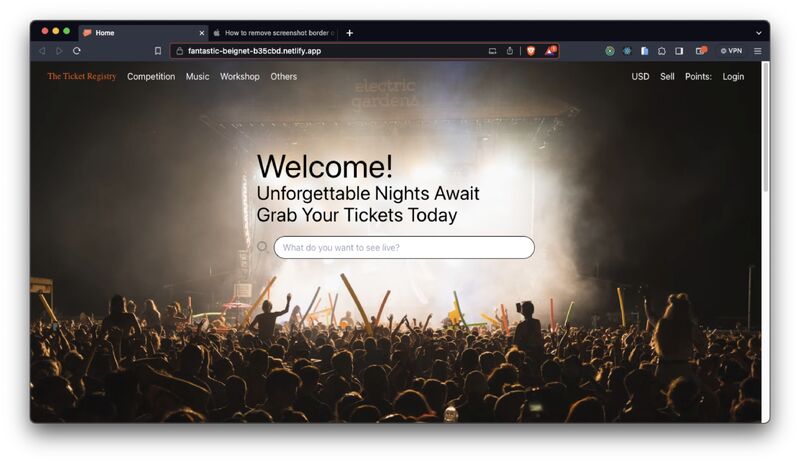 Home
How to remove screenshot border o
fantastic-beignet-b35cbd.netlify.app
VPN
The Ticket Registry Competition Music Workshop Others USD Sell Points: Login
electric
gardens
Welcome!
Unforgettable Nights Await
Grab Your Tickets Today
What do you want to see live?